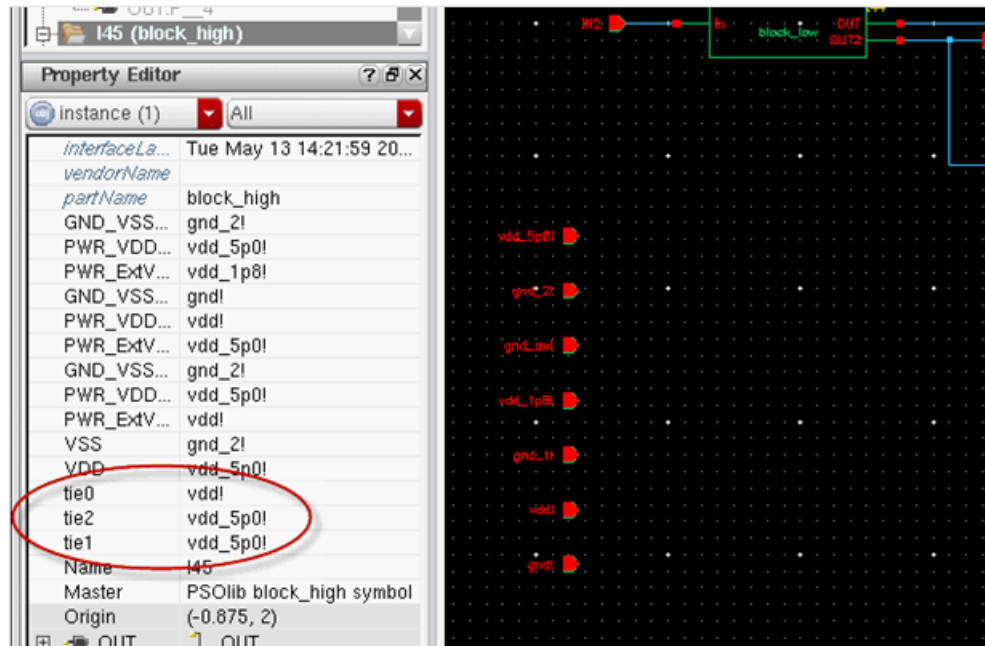 I45 (block_high)
Property Editor
instance (1) All
interfaceLa... Tue May 13 14:21:59 20...
vendorName
partName block_high
GND_VSS... gnd_2!
PWR_VDD... vdd_5p0!
PWR_ExtV... vdd_1p8!
GND_VSS... gnd!
PWR_VDD... vdd!
PWR_ExtV... vdd_5p0!
GND_VSS... gnd_2!
PWR_VDD... vdd_5p0!
PWR_ExtV... vdd!
VSS gnd_2!
VDD vdd_5p0!
tie0 vdd!
tie2 vdd_5p0!
tie1 vdd_5p0!
Name I45
Master PSOlib block_high symbol
Origin (-0.875, 2)
OUT OUT
IN2
In
block_low
OUT
OUT2
vdd_5p0!
gnd_2!
vdd_1p8!
gnd_1!
vdd!
gnd!